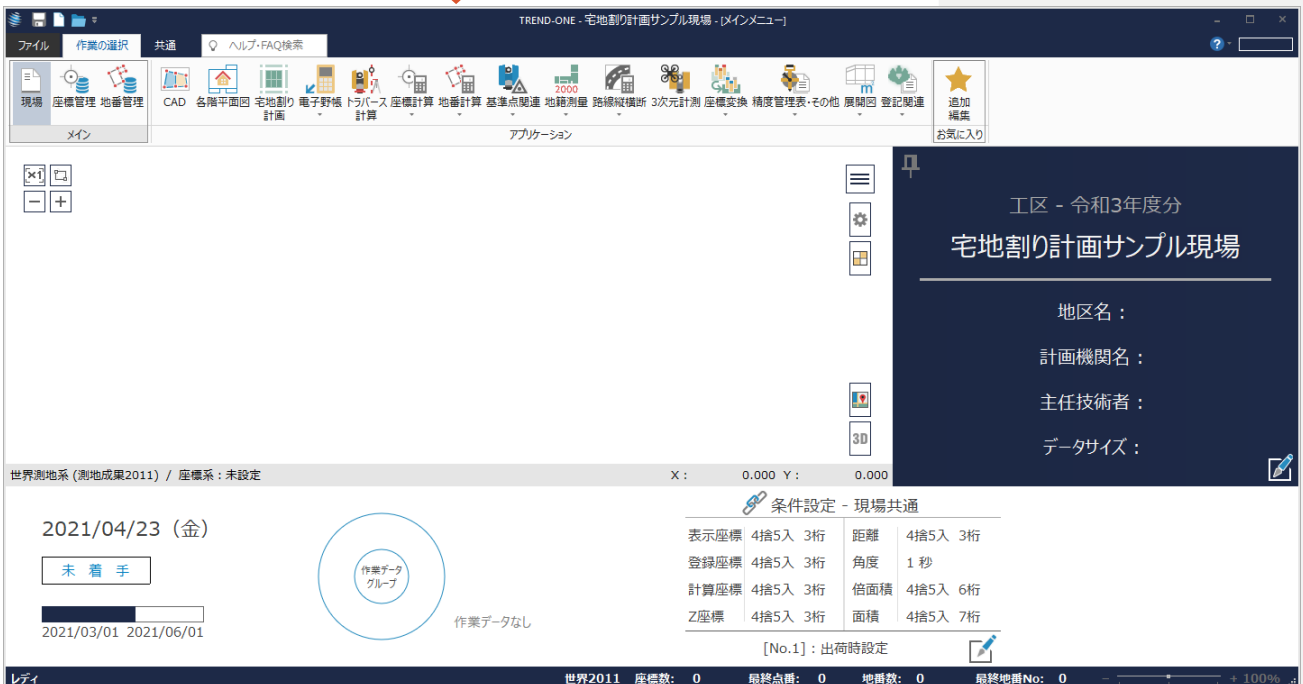 TREND-ONE - 宅地割り計画サンプル現場 - [メインメニュー]
ファイル 作業の選択 共通 ヘルプ・FAQ検索
現場 座標管理 地番管理 CAD 各階平面図 宅地割り計画 電子野帳 トラバース計算 座標計算 地番計算 基準点関連 地籍測量 路線縦横断 3次元計測 座標変換 精度管理表・その他 展開図 登記関連 追加編集
メイン アプリケーション お気に入り
工区 - 令和3年度分
宅地割り計画サンプル現場
地区名：
計画機関名：
主任技術者：
データサイズ：
3D
世界測地系 (測地成果2011) / 座標系：未設定 X： 0.000 Y： 0.000
2021/04/23（金）
未 着 手
2021/03/01 2021/06/01
作業データ
グループ
作業データなし
条件設定 - 現場共通
表示座標 4捨5入 3桁 距離 4捨5入 3桁
登録座標 4捨5入 3桁 角度 1 秒
計算座標 4捨5入 3桁 倍面積 4捨5入 6桁
Z座標 4捨5入 3桁 面積 4捨5入 7桁
[No.1]：出荷時設定
レディ 世界2011 座標数: 0 最終点番: 0 地番数: 0 最終地番No: 0 100%